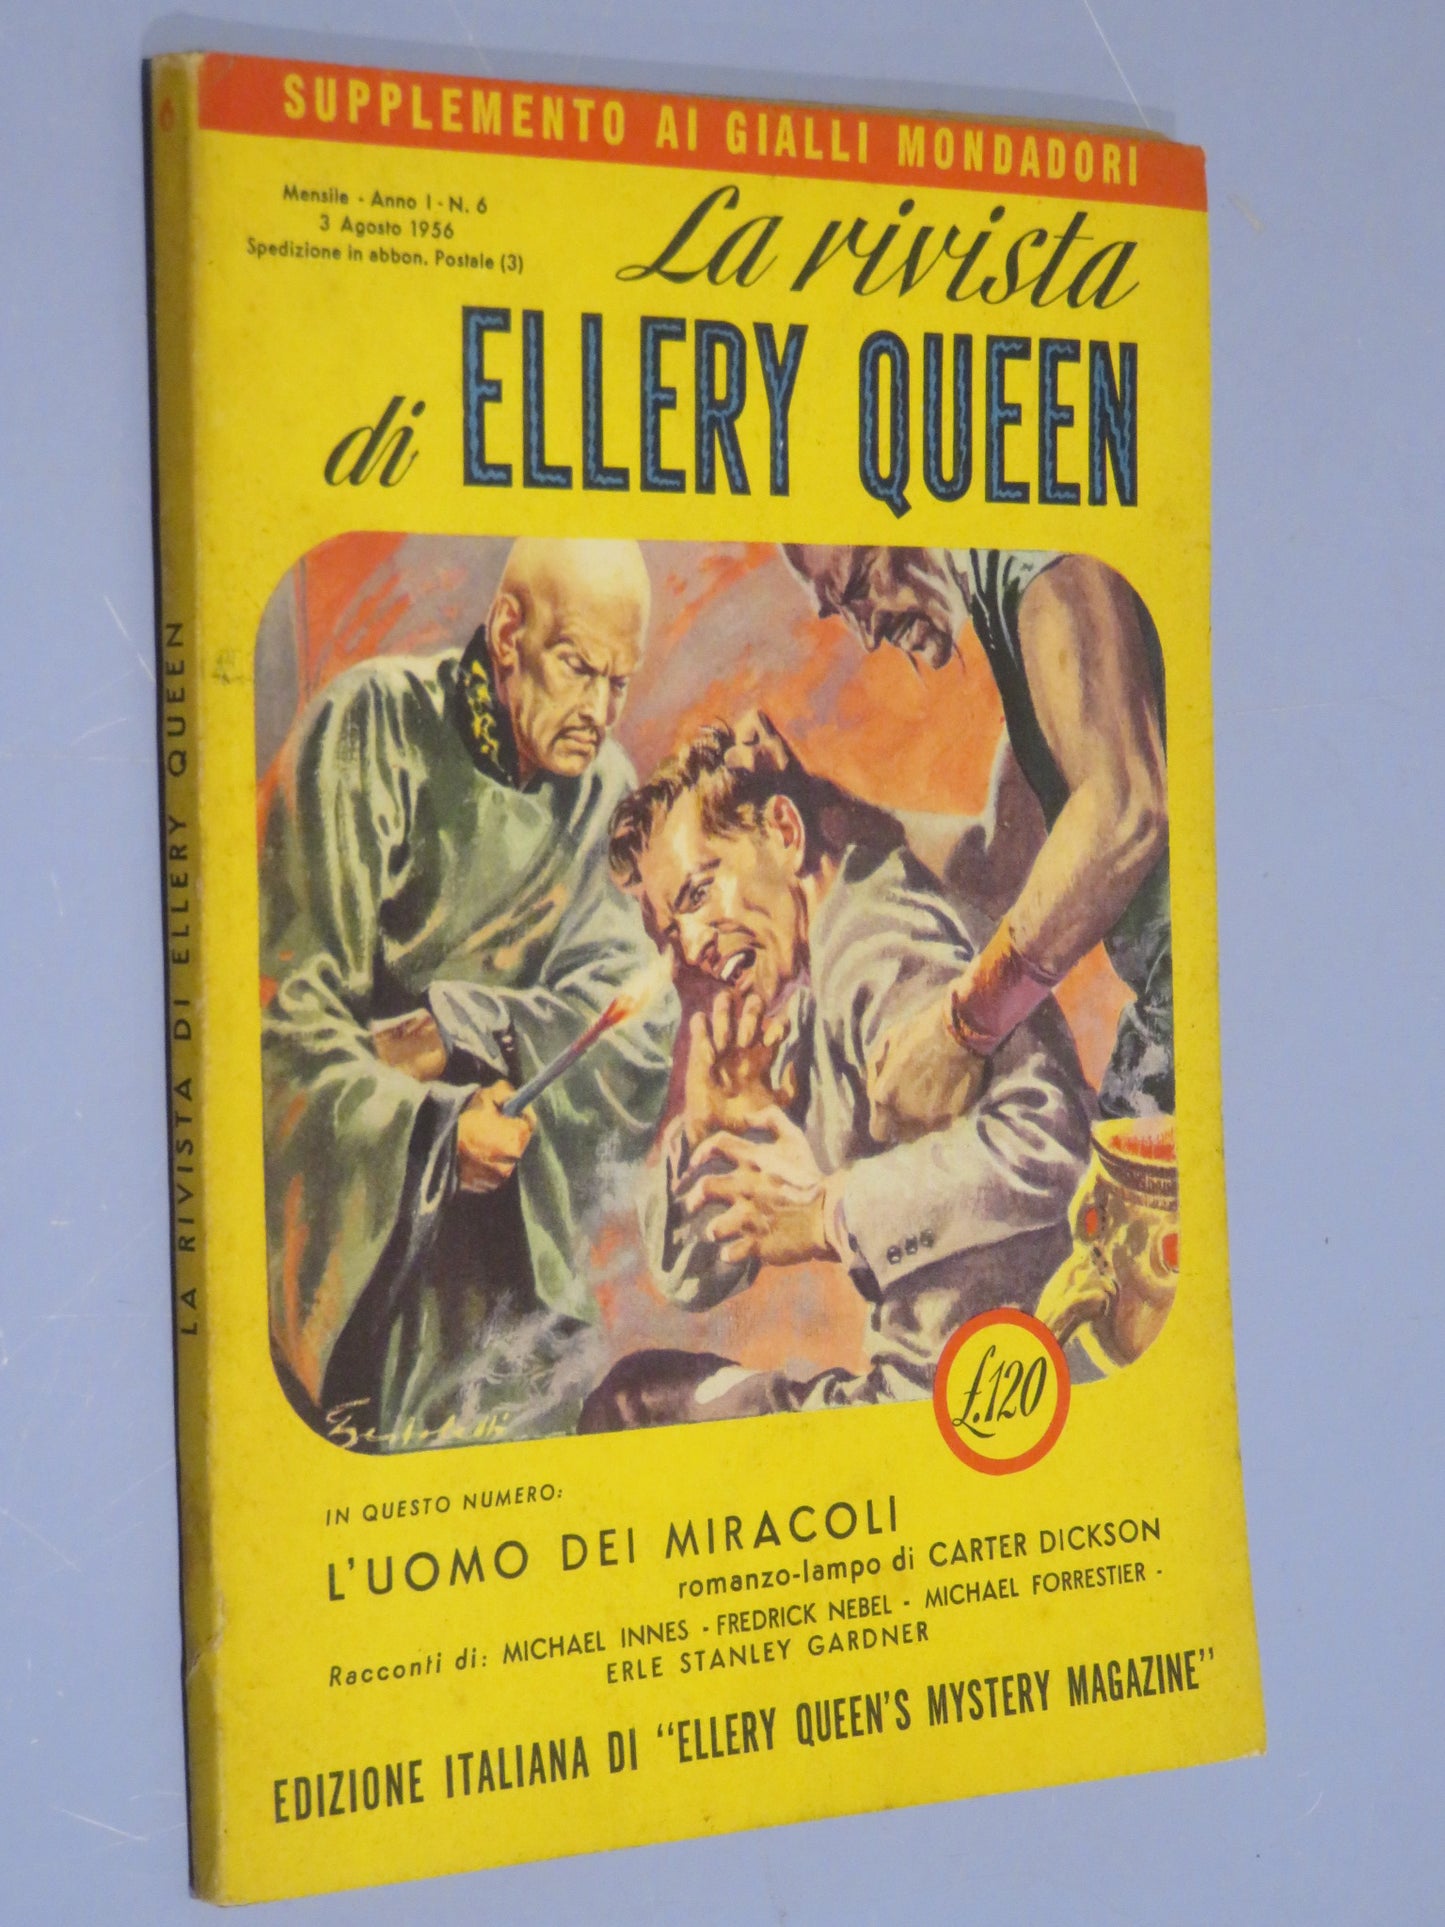 SUPPLEMENTO AI GIALLI MONDADORI
Mensile - Anno I - N. 6
3 Agosto 1956
Spedizione in abbon. Postale (3)
La rivista
di ELLERY QUEEN
£.120
IN QUESTO NUMERO:
L'UOMO DEI MIRACOLI
romanzo-lampo di CARTER DICKSON
Racconti di: MICHAEL INNES - FREDRICK NEBEL - MICHAEL FORRESTIER -
ERLE STANLEY GARDNER
EDIZIONE ITALIANA DI "ELLERY QUEEN'S MYSTERY MAGAZINE"
6
LA RIVISTA DI ELLERY QUEEN